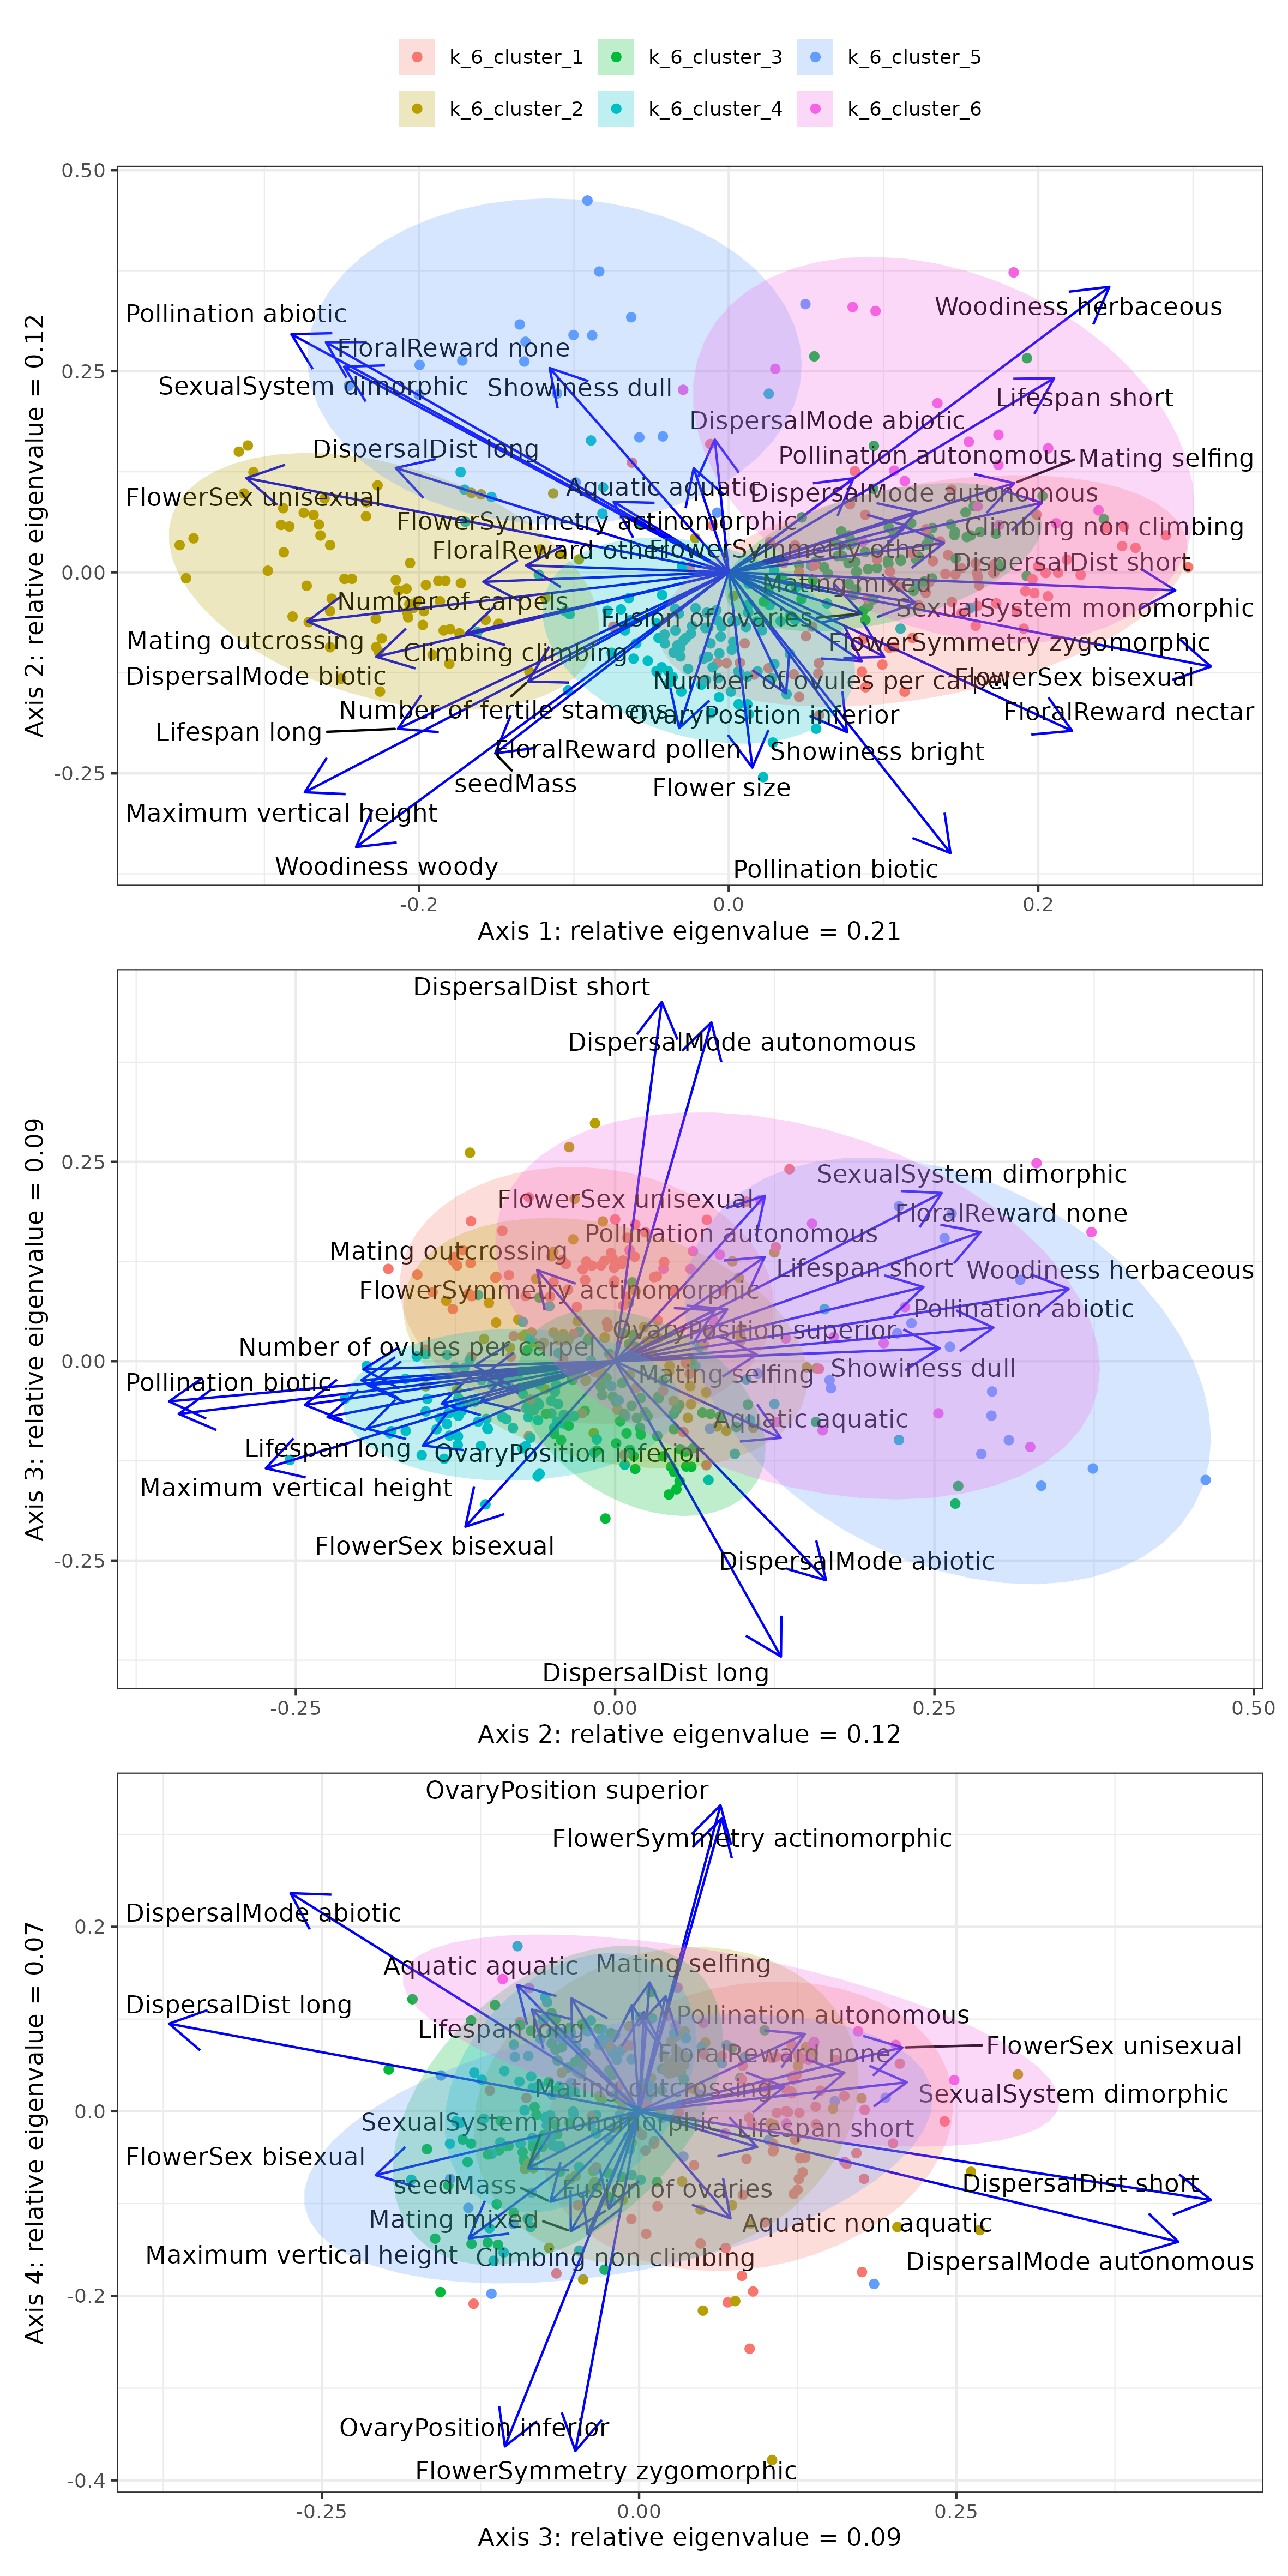 k_6_cluster_1 k_6_cluster_3 k_6_cluster_5
k_6_cluster_2 k_6_cluster_4 k_6_cluster_6
0.50
0.25
0.00
-0.25
Axis 2: relative eigenvalue = 0.12
Woodiness herbaceous
Pollination abiotic
FloralReward none
SexualSystem dimorphic
Showiness dull
Lifespan short
DispersalMode abiotic
DispersalDist long
Pollination autonomous
Mating selfing
Aquatic aquatic
DispersalMode autonomous
FlowerSex unisexual
FlowerSymmetry actinomorphic
Climbing non climbing
FloralReward other
FlowerSymmetry other
DispersalDist short
Mating mixed
Number of carpels
Fusion of ovaries
SexualSystem monomorphic
Mating outcrossing
Climbing climbing
FlowerSymmetry zygomorphic
DispersalMode biotic
Number of ovules per carpel
FlowerSex bisexual
Number of fertile stamens
OvaryPosition inferior
FloralReward nectar
Lifespan long
FloralReward pollen
Showiness bright
seedMass
Flower size
Maximum vertical height
Woodiness woody
Pollination biotic
-0.2 0.0 0.2
Axis 1: relative eigenvalue = 0.21
0.25
0.00
-0.25
Axis 3: relative eigenvalue = 0.09
DispersalDist short
DispersalMode autonomous
SexualSystem dimorphic
FlowerSex unisexual
FloralReward none
Pollination autonomous
Mating outcrossing
Lifespan short
Woodiness herbaceous
FlowerSymmetry actinomorphic
Pollination abiotic
OvaryPosition superior
Number of ovules per carpel
Mating selfing
Showiness dull
Pollination biotic
Aquatic aquatic
Lifespan long
OvaryPosition inferior
Maximum vertical height
FlowerSex bisexual
DispersalMode abiotic
DispersalDist long
-0.25 0.00 0.25 0.50
Axis 2: relative eigenvalue = 0.12
0.2
0.0
-0.2
-0.4
Axis 4: relative eigenvalue = 0.07
OvaryPosition superior
FlowerSymmetry actinomorphic
DispersalMode abiotic
Aquatic aquatic
Mating selfing
DispersalDist long
Pollination autonomous
Lifespan long
FlowerSex unisexual
FloralReward none
Mating outcrossing
SexualSystem dimorphic
SexualSystem monomorphic
Lifespan short
FlowerSex bisexual
DispersalDist short
seedMass
Fusion of ovaries
Mating mixed
Aquatic non aquatic
Maximum vertical height
Climbing non climbing
DispersalMode autonomous
OvaryPosition inferior
FlowerSymmetry zygomorphic
-0.25 0.00 0.25
Axis 3: relative eigenvalue = 0.09